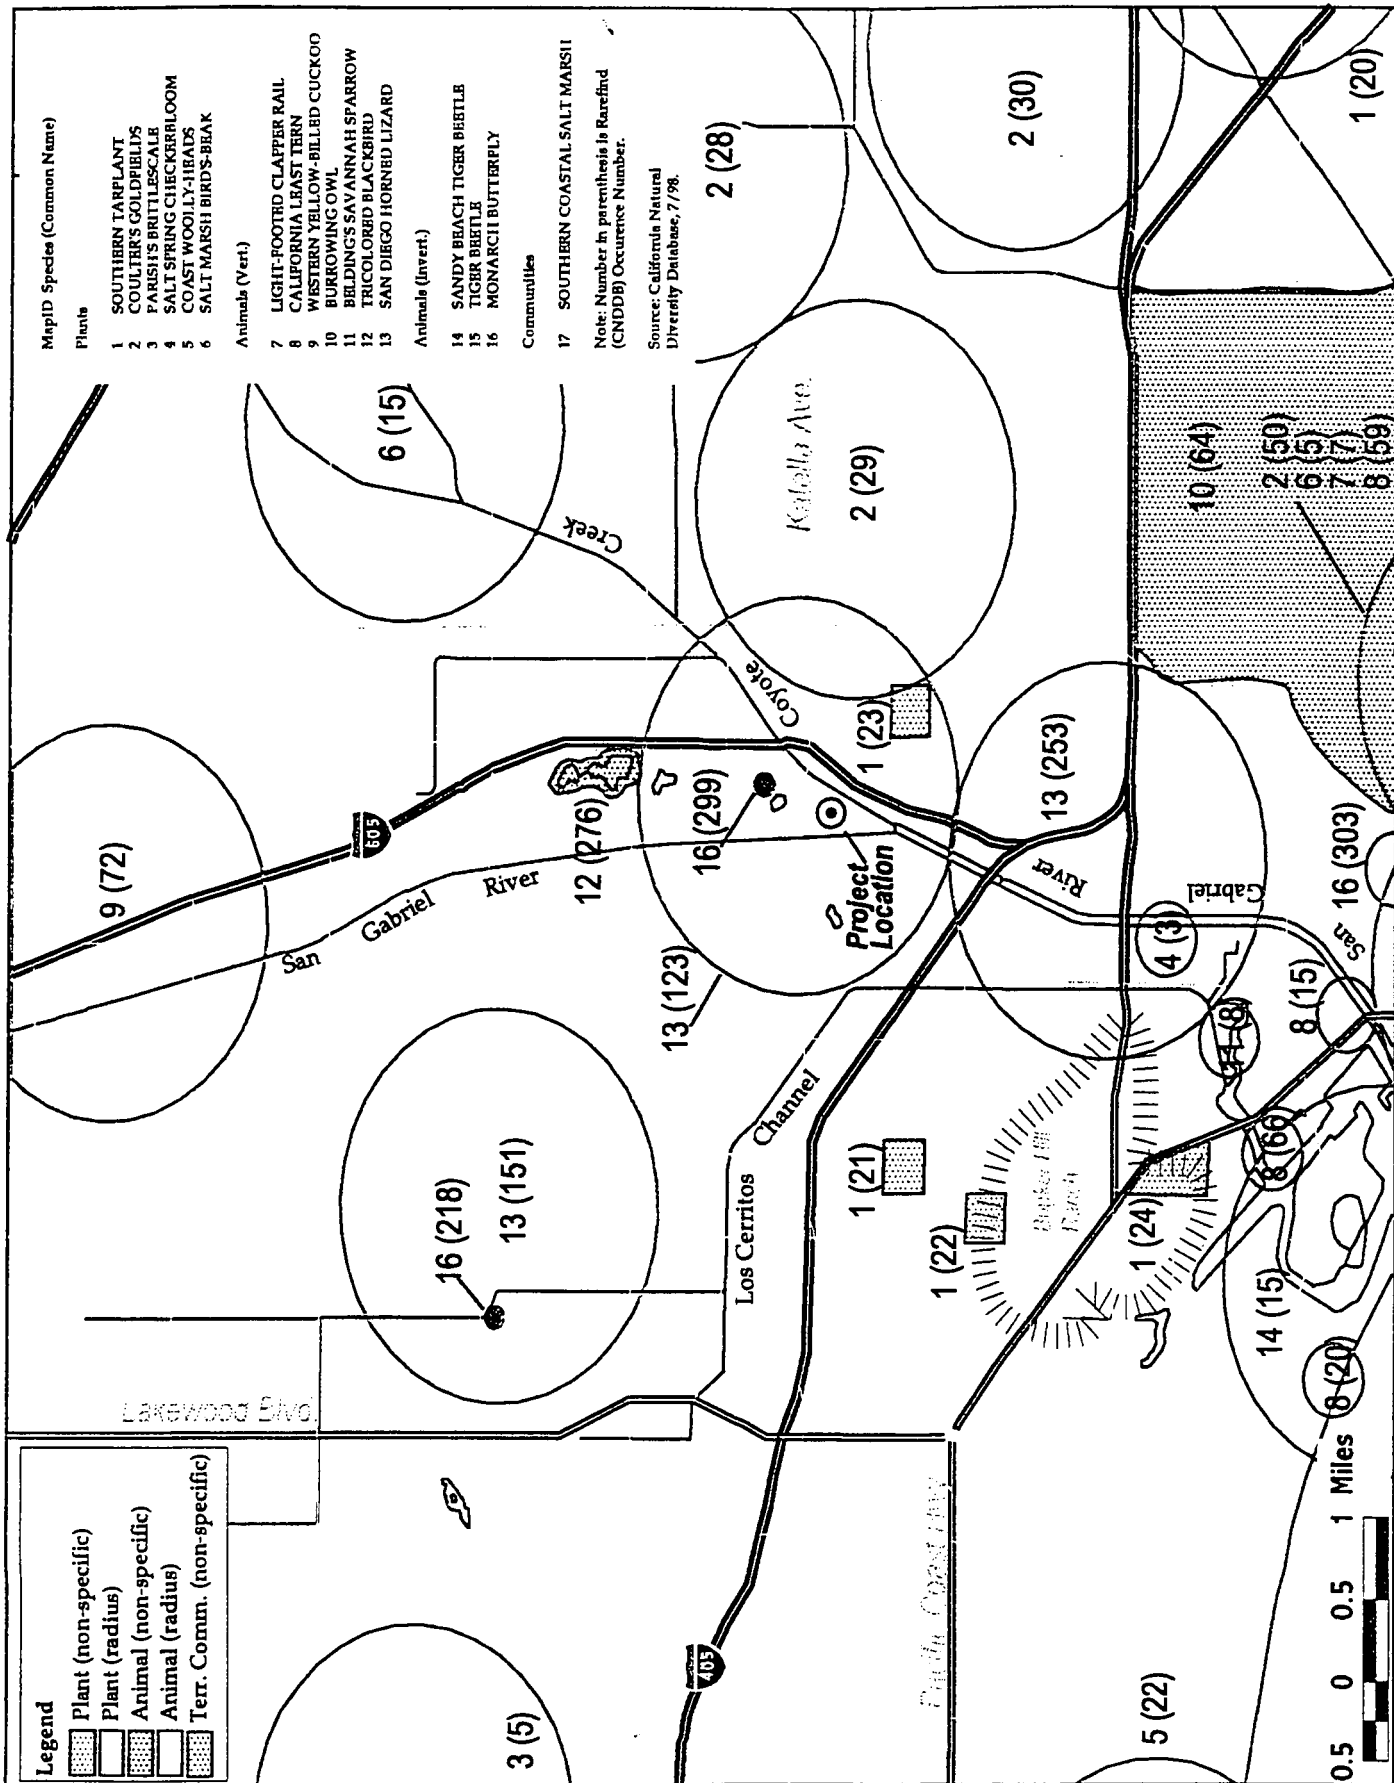 Legend
Plant (non-specific)
Plant (radius)
Animal (non-specific)
Animal (radius)
Terr. Comm. (non-specific)
MapID Species (Common Name)
Plants
1 SOUTHERN TARPLANT
2 COULTER'S GOLDFIELDS
3 PARISH'S BRITTLESCALE
4 SALT SPRING CHECKERBLOOM
5 COAST WOOLLY-HEADS
6 SALT MARSH BIRD'S-BEAK
Animals (Vert.)
7 LIGHT-FOOTED CLAPPER RAIL
8 CALIFORNIA LEAST TERN
9 WESTERN YELLOW-BILLED CUCKOO
10 BURROWING OWL
11 BELDING'S SAVANNAH SPARROW
12 TRICOLORED BLACKBIRD
13 SAN DIEGO HORNED LIZARD
Animals (Invert.)
14 SANDY BEACH TIGER BEETLE
15 TIGER BEETLE
16 MONARCH BUTTERFLY
Communities
17 SOUTHERN COASTAL SALT MARSH
Note: Number in parenthesis is Rarefind
(CNDDB) Occurence Number.
Source: California Natural
Diversity Database, 7/98.
9 (72)
605
San Gabriel River
Lakewood Blvd.
16 (218)
13 (151)
3 (5)
6 (15)
Coyote Creek
12 (276)
16 (299)
13 (123)
Project
Location
1 (23)
Katella Ave.
2 (29)
2 (28)
2 (30)
1 (20)
Los Cerritos Channel
405
1 (21)
1 (22)
1 (24)
13 (253)
San Gabriel River
4 (3)
10 (64)
2 (50)
6 (5)
7 (7)
8 (59)
16 (303)
8 (15)
8 (66)
14 (15)
8 (20)
5 (22)
Pacific Coast Hwy.
0.5 0 0.5 1 Miles